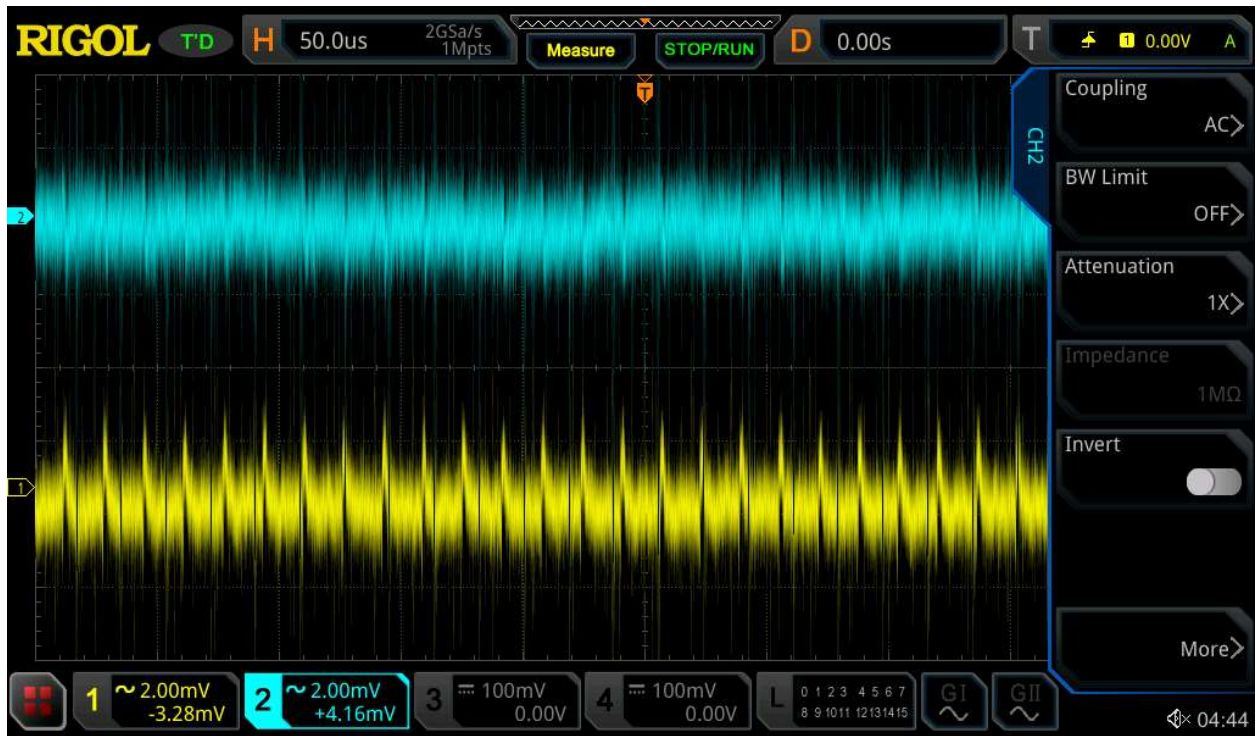 RIGOL T'D H 50.0us 2GSa/s 1Mpts Measure STOP/RUN D 0.00s T 1 0.00V A
T
CH2
Coupling
AC
BW Limit
OFF
2
Attenuation
1X
Impedance
1MΩ
Invert
1
More
1 2.00mV -3.28mV
2 2.00mV +4.16mV
3 100mV 0.00V
4 100mV 0.00V
L 0 1 2 3 4 5 6 7
8 9 10 11 12 13 14 15
GI
GII
04:44